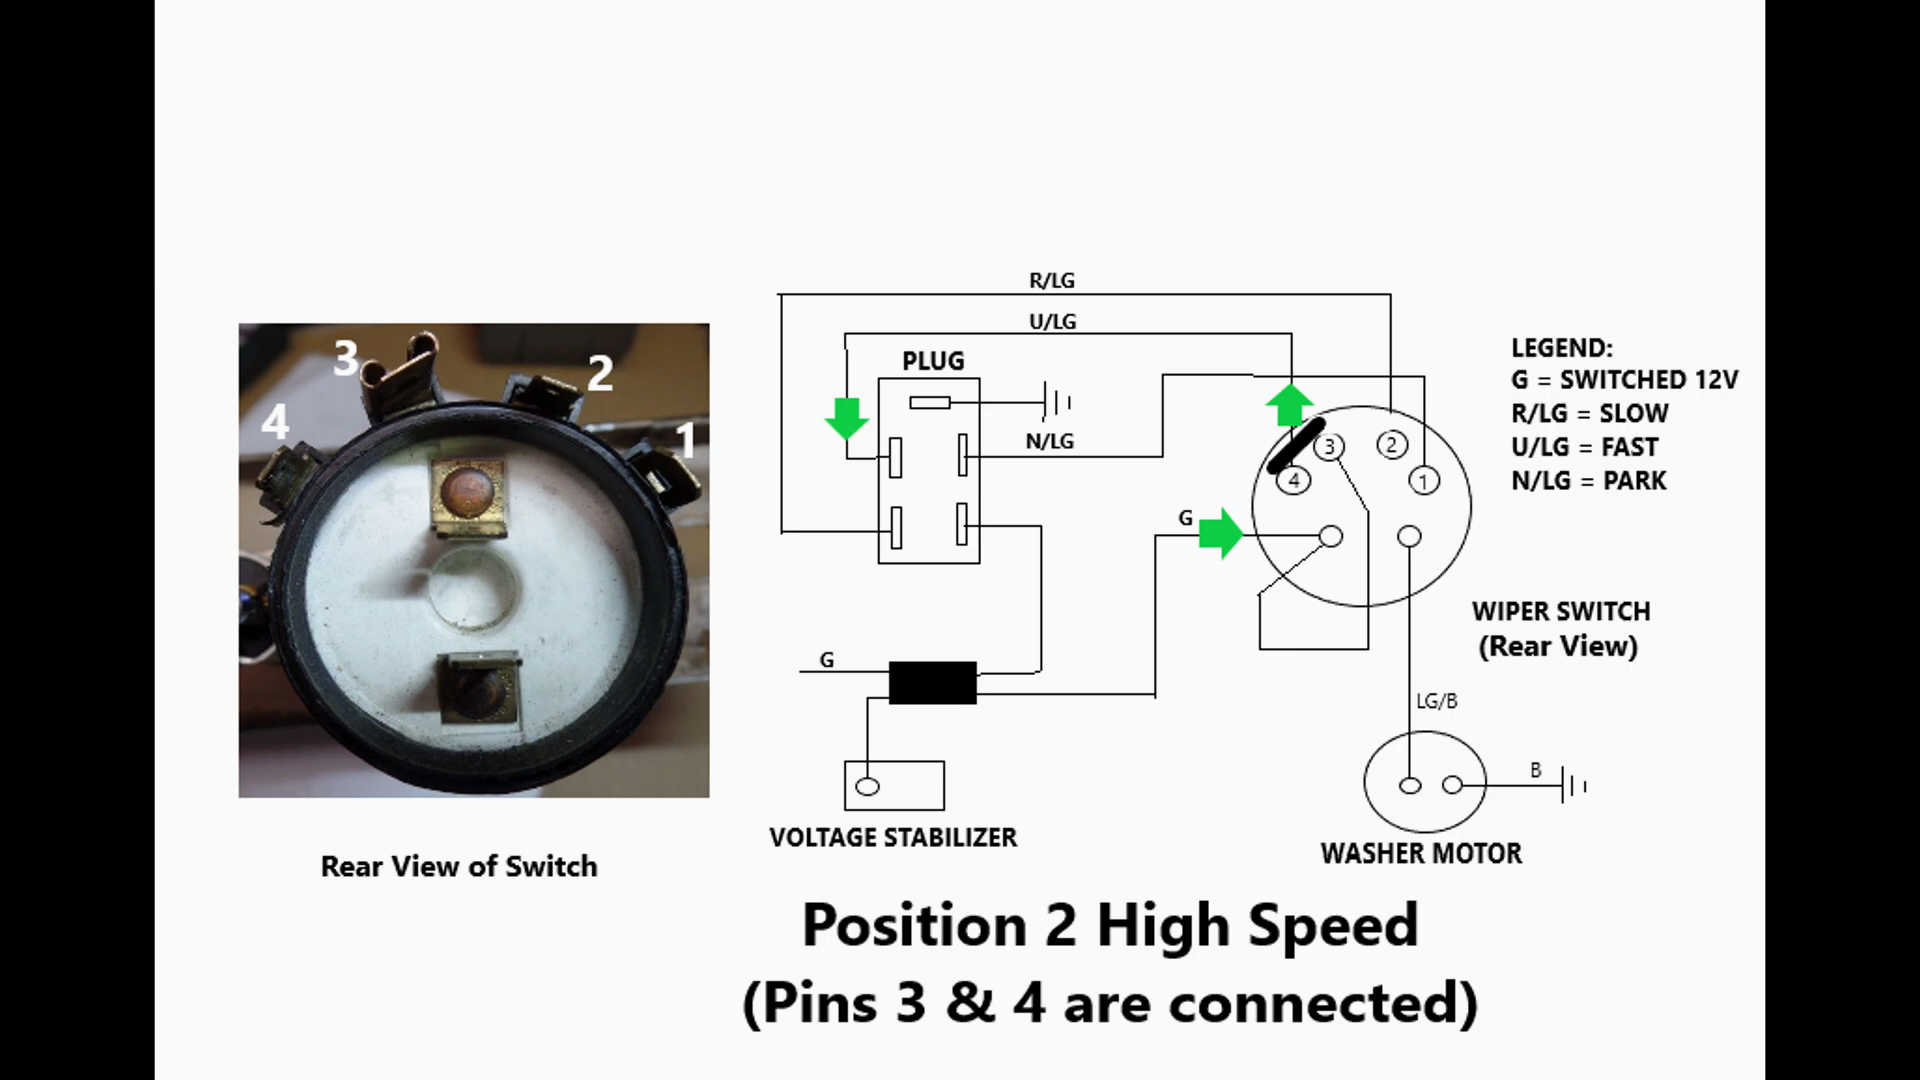 R/LG
U/LG
PLUG
N/LG
G
G
3
2
4
1
3
2
4
1
LEGEND:
G = SWITCHED 12V
R/LG = SLOW
U/LG = FAST
N/LG = PARK
WIPER SWITCH
(Rear View)
LG/B
B
VOLTAGE STABILIZER
WASHER MOTOR
Rear View of Switch
Position 2 High Speed
(Pins 3 & 4 are connected)